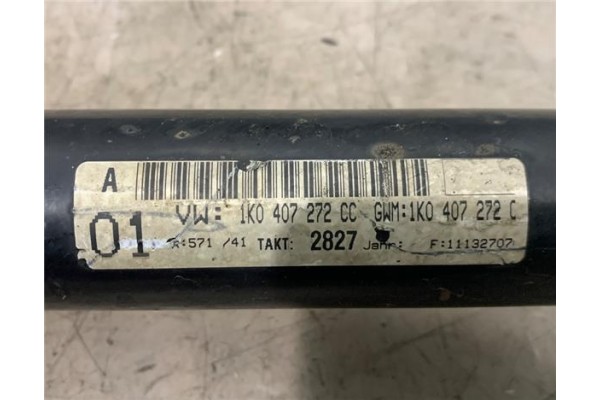 A
01 VW: 1K0 407 272 CC GWM:1K0 407 272 C
571 /41 TAKT: 2827 Jahr: F:11132707